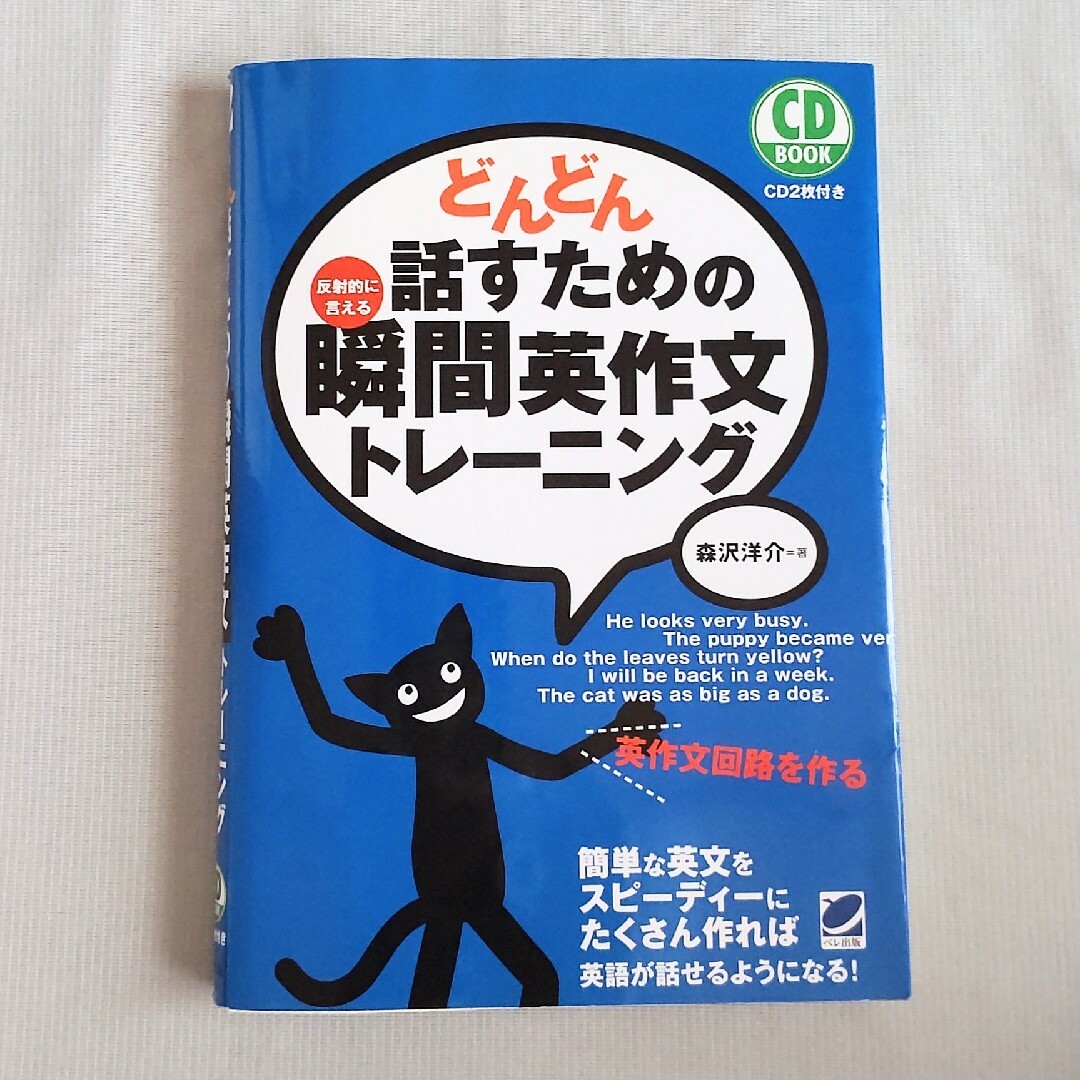 CD
BOOK
CD2枚付き
どんどん
反射的に
言える
話すための
瞬間英作文
トレーニング
森沢洋介=著
He looks very busy.
The puppy became ver
When do the leaves turn yellow?
I will be back in a week.
The cat was as big as a dog.
英作文回路を作る
簡単な英文を
スピーディーに
たくさん作れば
英語が話せるようになる!
ベレ出版